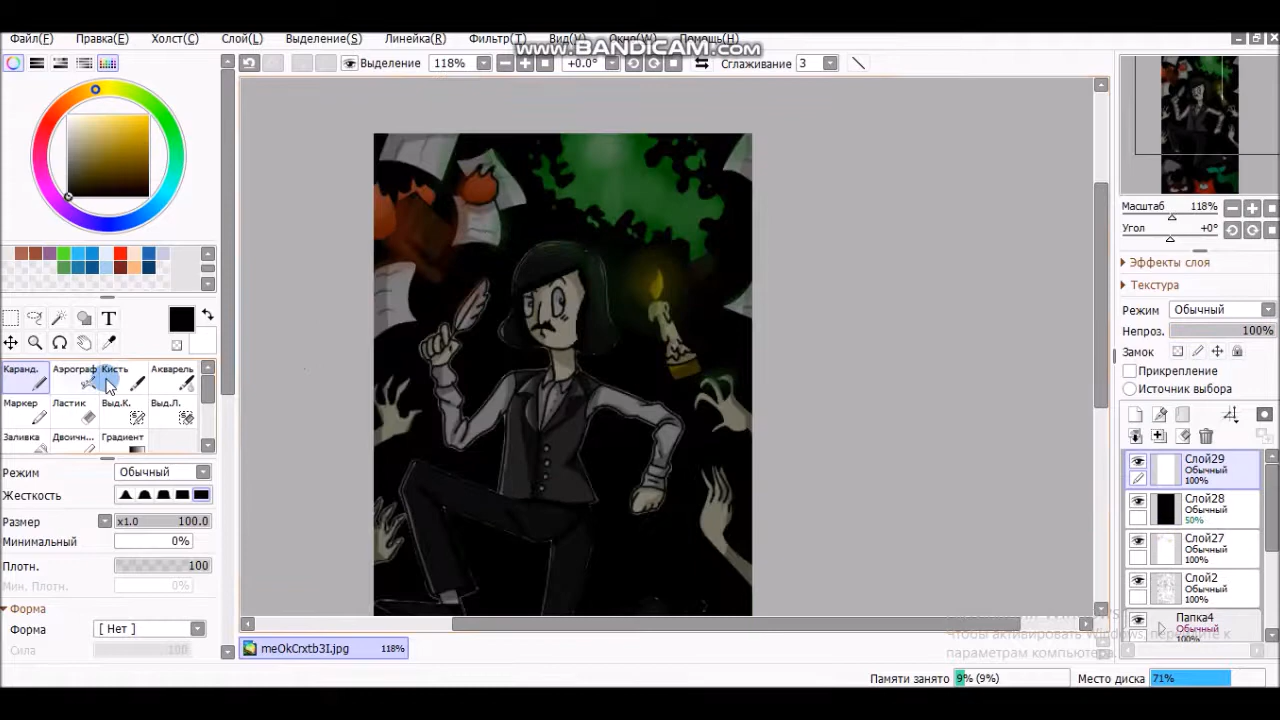 Файл(F) Правка(E) Холст(C) Слой(L) Выделение(S) Линейка(R) Фильтр(T) Вид(V) Окно(W) Помощь(H)
www.BANDICAM.com
Выделение 118% +0.0° Сглаживание 3
Масштаб 118%
Угол +0°
Эффекты слоя
Текстура
Режим Обычный
Непроз. 100%
Замок
Прикрепление
Источник выбора
T
Каранд. Аэрограф Кисть Акварель
Маркер Ластик Выд.К. Выд.Л.
Заливка Двоичн... Градиент
Режим Обычный
Жесткость
Размер x1.0 100.0
Минимальный 0%
Плотн. 100
Мин. Плотн. 0%
Форма
Форма [ Нет ]
Сила 100
Слой29
Обычный
100%
Слой28
Обычный
50%
Слой27
Обычный
100%
Слой2
Обычный
100%
Папка4
Обычный
100%
Чтобы активировать Windows, перейдите к
параметрам компьютера.
meOkCrxtb3I.jpg 118%
Памяти занято 9% (9%) Место диска 71%